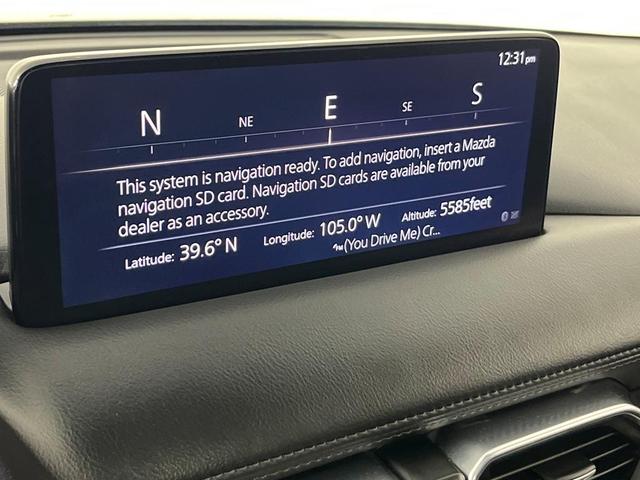 12:31pm
N NE E SE S
This system is navigation ready. To add navigation, insert a Mazda
navigation SD card. Navigation SD cards are available from your
dealer as an accessory.
Latitude: 39.6° N Longitude: 105.0° W Altitude: 5585feet
(You Drive Me) Cr...